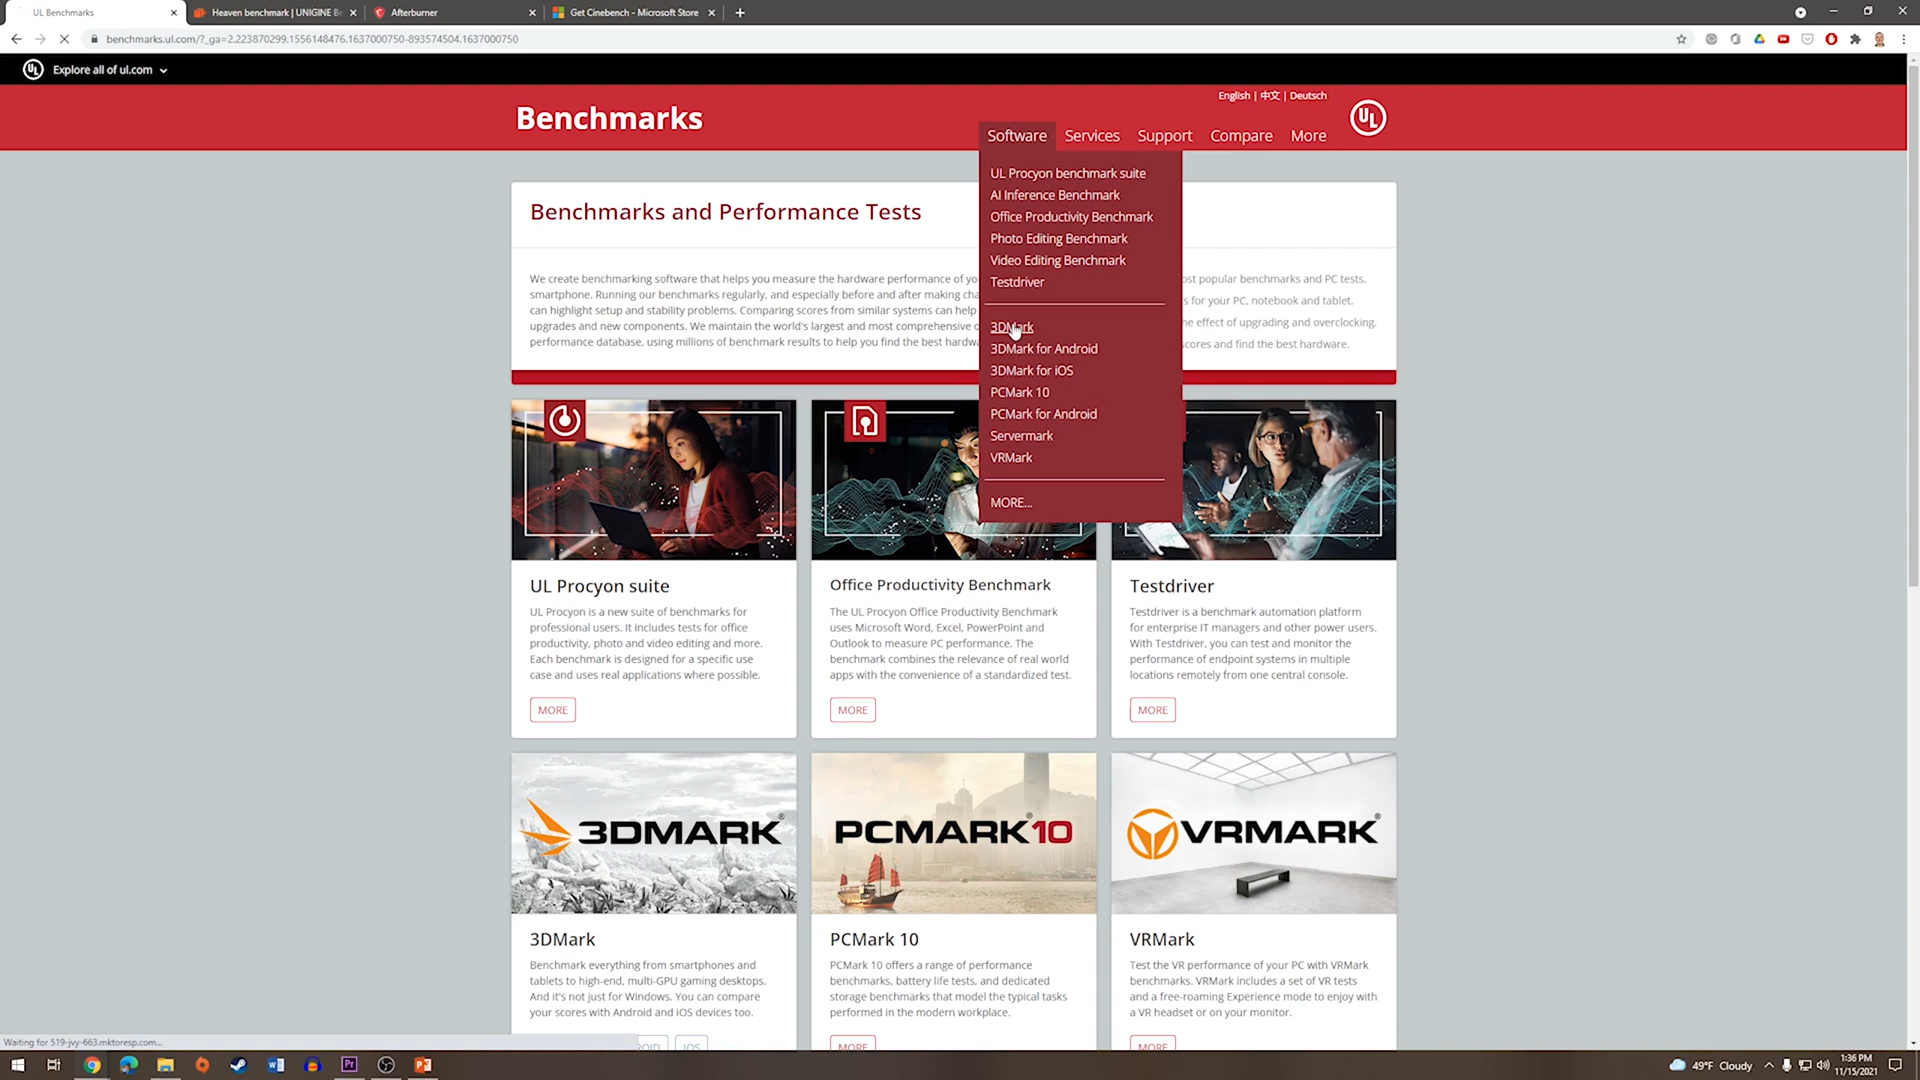 UL Benchmarks
Heaven benchmark | UNIGINE Be
Afterburner
Get Cinebench - Microsoft Store
benchmarks.ul.com/?_ga=2.223870299.1556148476.1637000750-893574504.1637000750
UL Explore all of ul.com
English | 中文 | Deutsch
Benchmarks
Software Services Support Compare More
UL
UL Procyon benchmark suite
AI Inference Benchmark
Office Productivity Benchmark
Photo Editing Benchmark
Video Editing Benchmark
Testdriver
3DMark
3DMark for Android
3DMark for iOS
PCMark 10
PCMark for Android
Servermark
VRMark
MORE...
Benchmarks and Performance Tests
We create benchmarking software that helps you measure the hardware performance of yo
smartphone. Running our benchmarks regularly, and especially before and after making cha
can highlight setup and stability problems. Comparing scores from similar systems can help
upgrades and new components. We maintain the world's largest and most comprehensive
performance database, using millions of benchmark results to help you find the best hardwa
ost popular benchmarks and PC tests.
s for your PC, notebook and tablet.
he effect of upgrading and overclocking.
scores and find the best hardware.
UL Procyon suite
UL Procyon is a new suite of benchmarks for
professional users. It includes tests for office
productivity, photo and video editing and more.
Each benchmark is designed for a specific use
case and uses real applications where possible.
MORE
Office Productivity Benchmark
The UL Procyon Office Productivity Benchmark
uses Microsoft Word, Excel, PowerPoint and
Outlook to measure PC performance. The
benchmark combines the relevance of real world
apps with the convenience of a standardized test.
MORE
Testdriver
Testdriver is a benchmark automation platform
for enterprise IT managers and other power users.
With Testdriver, you can test and monitor the
performance of endpoint systems in multiple
locations remotely from one central console.
MORE
3DMARK®
PCMARK®10
VRMARK®
3DMark
Benchmark everything from smartphones and
tablets to high-end, multi-GPU gaming desktops.
And it's not just for Windows. You can compare
your scores with Android and iOS devices too.
ROID
IOS
PCMark 10
PCMark 10 offers a range of performance
benchmarks, battery life tests, and dedicated
storage benchmarks that model the typical tasks
performed in the modern workplace.
MORE
VRMark
Test the VR performance of your PC with VRMark
benchmarks. VRMark includes a set of VR tests
and a free-roaming Experience mode to enjoy with
a VR headset or on your monitor.
MORE
Waiting for 519-jvy-663.mktoresp.com...
Pr
49°F Cloudy
1:36 PM
11/15/2021